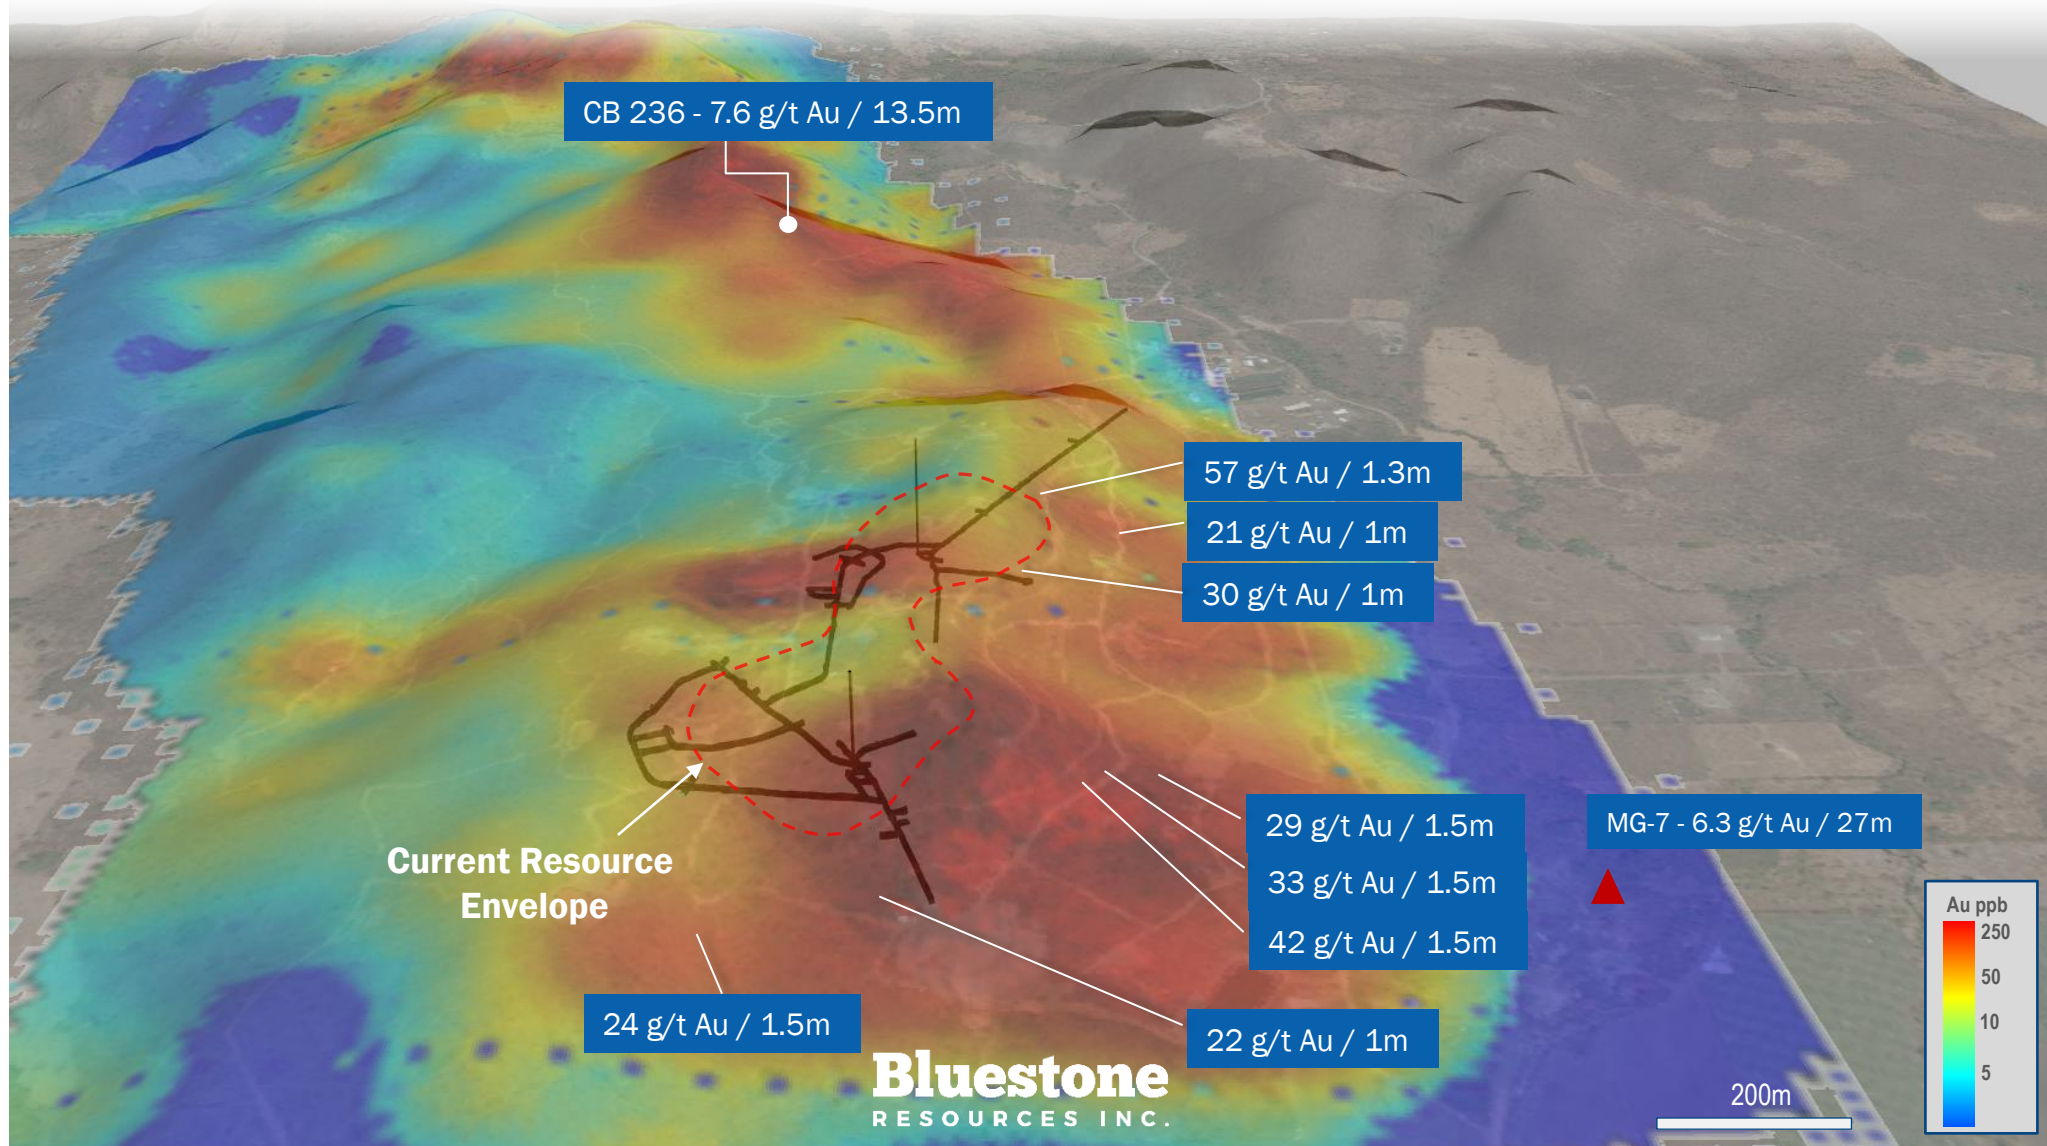 CB 236 - 7.6 g/t Au / 13.5m
57 g/t Au / 1.3m
21 g/t Au / 1m
30 g/t Au / 1m
29 g/t Au / 1.5m
MG-7 - 6.3 g/t Au / 27m
33 g/t Au / 1.5m
42 g/t Au / 1.5m
Current Resource
Envelope
24 g/t Au / 1.5m
22 g/t Au / 1m
Bluestone
RESOURCES INC.
200m
Au ppb
250
50
10
5